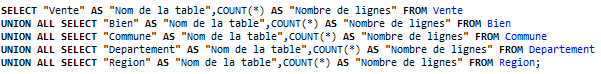 SELECT "Vente" AS "Nom de la table",COUNT(*) AS "Nombre de lignes" FROM Vente
UNION ALL SELECT "Bien" AS "Nom de la table",COUNT(*) AS "Nombre de lignes" FROM Bien
UNION ALL SELECT "Commune" AS "Nom de la table",COUNT(*) AS "Nombre de lignes" FROM Commune
UNION ALL SELECT "Departement" AS "Nom de la table",COUNT(*) AS "Nombre de lignes" FROM Departement
UNION ALL SELECT "Region" AS "Nom de la table",COUNT(*) AS "Nombre de lignes" FROM Region;